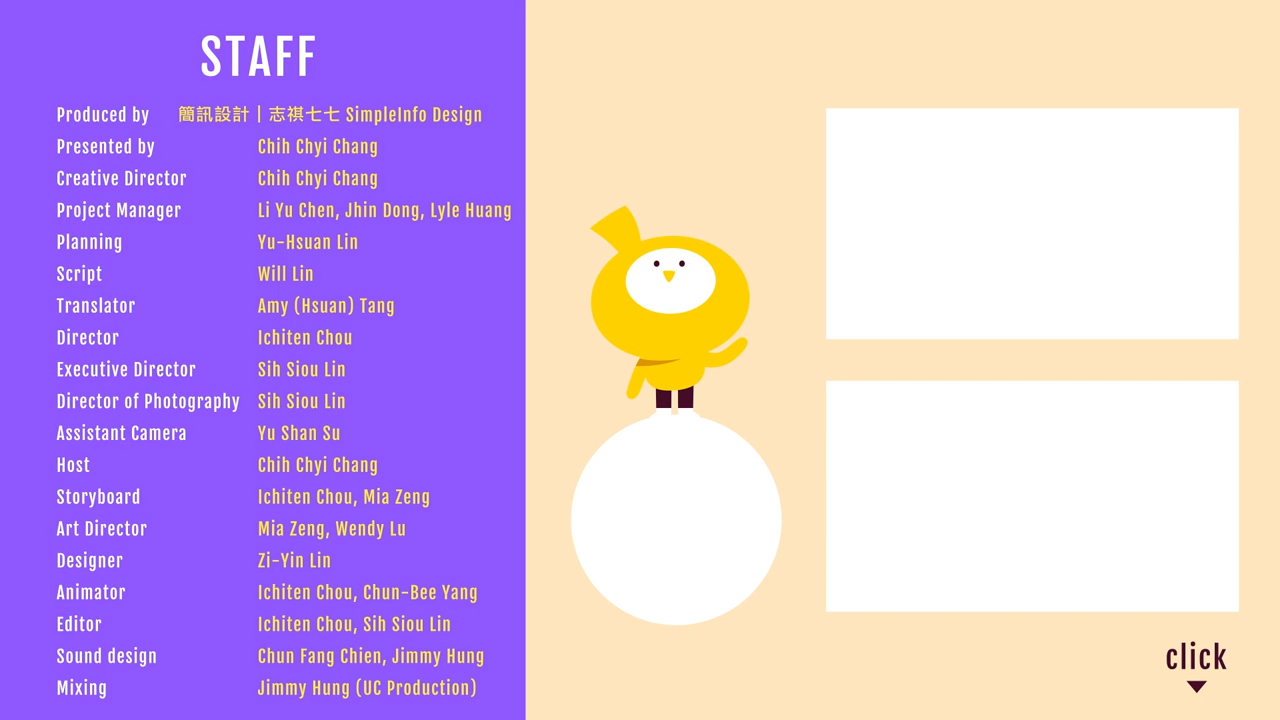 STAFF
Produced by 簡訊設計｜志祺七七 SimpleInfo Design
Presented by Chih Chyi Chang
Creative Director Chih Chyi Chang
Project Manager Li Yu Chen, Jhin Dong, Lyle Huang
Planning Yu-Hsuan Lin
Script Will Lin
Translator Amy (Hsuan) Tang
Director Ichiten Chou
Executive Director Sih Siou Lin
Director of Photography Sih Siou Lin
Assistant Camera Yu Shan Su
Host Chih Chyi Chang
Storyboard Ichiten Chou, Mia Zeng
Art Director Mia Zeng, Wendy Lu
Designer Zi-Yin Lin
Animator Ichiten Chou, Chun-Bee Yang
Editor Ichiten Chou, Sih Siou Lin
Sound design Chun Fang Chien, Jimmy Hung
Mixing Jimmy Hung (UC Production)
click